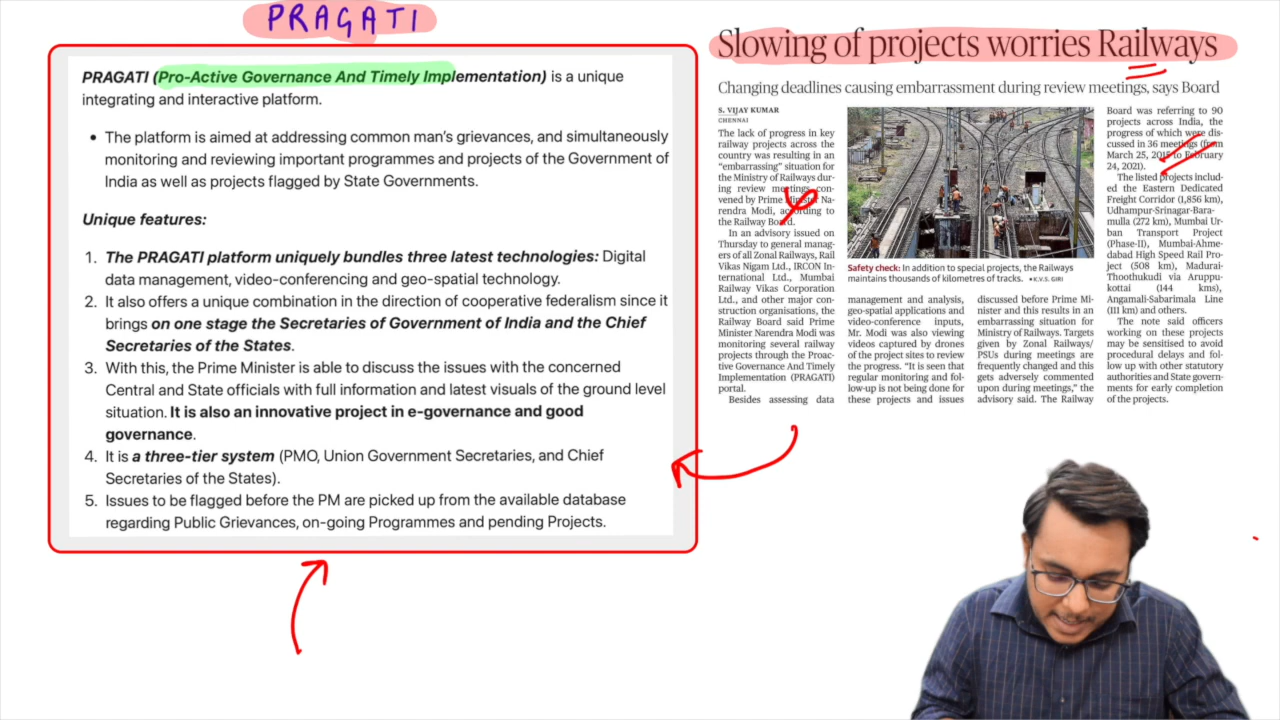 PRAGATI
PRAGATI (Pro-Active Governance And Timely Implementation) is a unique
integrating and interactive platform.
• The platform is aimed at addressing common man's grievances, and simultaneously
monitoring and reviewing important programmes and projects of the Government of
India as well as projects flagged by State Governments.
Unique features:
1. The PRAGATI platform uniquely bundles three latest technologies: Digital
data management, video-conferencing and geo-spatial technology.
2. It also offers a unique combination in the direction of cooperative federalism since it
brings on one stage the Secretaries of Government of India and the Chief
Secretaries of the States.
3. With this, the Prime Minister is able to discuss the issues with the concerned
Central and State officials with full information and latest visuals of the ground level
situation. It is also an innovative project in e-governance and good
governance.
4. It is a three-tier system (PMO, Union Government Secretaries, and Chief
Secretaries of the States).
5. Issues to be flagged before the PM are picked up from the available database
regarding Public Grievances, on-going Programmes and pending Projects.
Slowing of projects worries Railways
Changing deadlines causing embarrassment during review meetings, says Board
S. VIJAY KUMAR
CHENNAI
The lack of progress in key
railway projects across the
country was resulting in an
"embarrassing" situation for
the Ministry of Railways dur-
ing review meetings con-
vened by Prime Minister Na-
rendra Modi, according to
the Railway Board.
In an advisory issued on
Thursday to general manag-
ers of all Zonal Railways, Rail
Vikas Nigam Ltd., IRCON In-
ternational Ltd., Mumbai
Railway Vikas Corporation
Ltd., and other major con-
struction organisations, the
Railway Board said Prime
Minister Narendra Modi was
monitoring several railway
projects through the Proac-
tive Governance And Timely
Implementation (PRAGATI)
portal.
Besides assessing data
Safety check: In addition to special projects, the Railways
maintains thousands of kilometres of tracks. •K.V.S. GIRI
management and analysis,
geo-spatial applications and
video-conference inputs,
Mr. Modi was also viewing
videos captured by drones
of the project sites to review
the progress. "It is seen that
regular monitoring and fol-
low-up is not being done for
these projects and issues
discussed before Prime Mi-
nister and this results in an
embarrassing situation for
Ministry of Railways. Targets
given by Zonal Railways/
PSUs during meetings are
frequently changed and this
gets adversely commented
upon during meetings," the
advisory said. The Railway
Board was referring to 90
projects across India, the
progress of which were dis-
cussed in 36 meetings (from
March 25, 2015 to February
24, 2021).
The listed projects includ-
ed the Eastern Dedicated
Freight Corridor (1,856 km),
Udhampur-Srinagar-Bara-
mulla (272 km), Mumbai Ur-
ban Transport Project
(Phase-II), Mumbai-Ahme-
dabad High Speed Rail Pro-
ject (508 km), Madurai-
Thoothukudi via Aruppu-
kottai (144 kms),
Angamali-Sabarimala Line
(111 km) and others.
The note said officers
working on these projects
may be sensitised to avoid
procedural delays and fol-
low up with other statutory
authorities and State govern-
ments for early completion
of the projects.